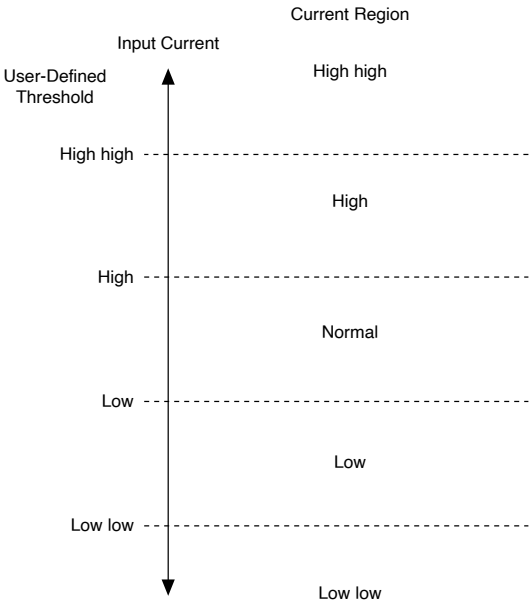 Current Region
Input Current
High high
User-Defined
Threshold
High high
High
High
Normal
Low
Low
Low low
Low low